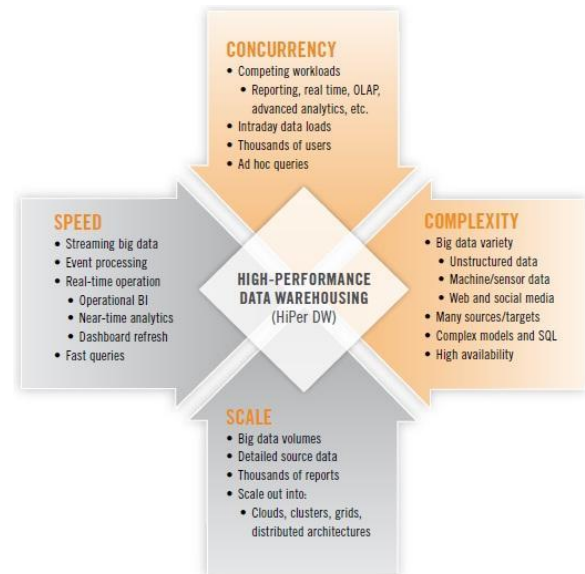 CONCURRENCY
• Competing workloads
• Reporting, real time, OLAP,
advanced analytics, etc.
• Intraday data loads
• Thousands of users
• Ad hoc queries
SPEED
• Streaming big data
• Event processing
• Real-time operation
• Operational BI
• Near-time analytics
• Dashboard refresh
• Fast queries
HIGH-PERFORMANCE
DATA WAREHOUSING
(HiPer DW)
COMPLEXITY
• Big data variety
• Unstructured data
• Machine/sensor data
• Web and social media
• Many sources/targets
• Complex models and SQL
• High availability
SCALE
• Big data volumes
• Detailed source data
• Thousands of reports
• Scale out into:
• Clouds, clusters, grids,
distributed architectures